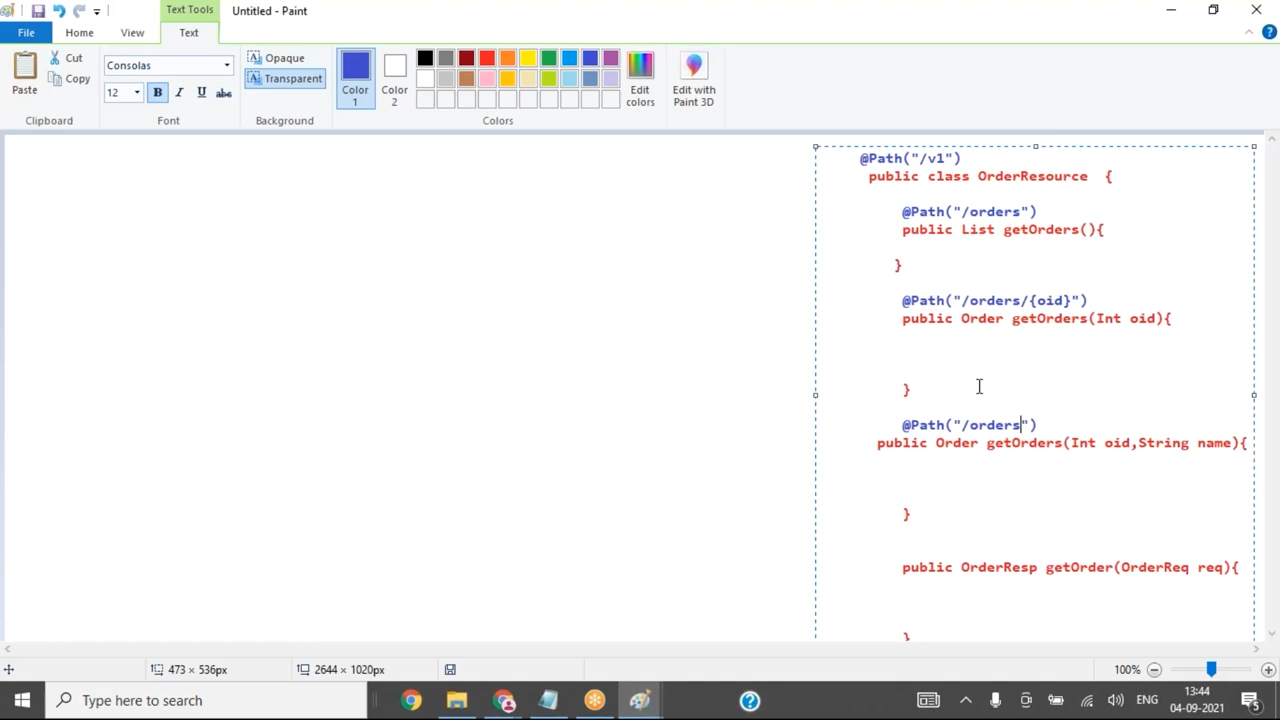 Text Tools
Untitled - Paint
File
Home
View
Text
Paste
Cut
Copy
Clipboard
Consolas
12
B
I
U
abc
Font
Opaque
Transparent
Background
Color 1
Color 2
Edit colors
Colors
Edit with Paint 3D
@Path("/v1")
public class OrderResource {
@Path("/orders")
public List getOrders(){
}
@Path("/orders/{oid}")
public Order getOrders(Int oid){
}
@Path("/orders")
public Order getOrders(Int oid,String name){
}
public OrderResp getOrder(OrderReq req){
}
473 × 536px
2644 × 1020px
100%
Type here to search
ENG
13:44
04-09-2021
5